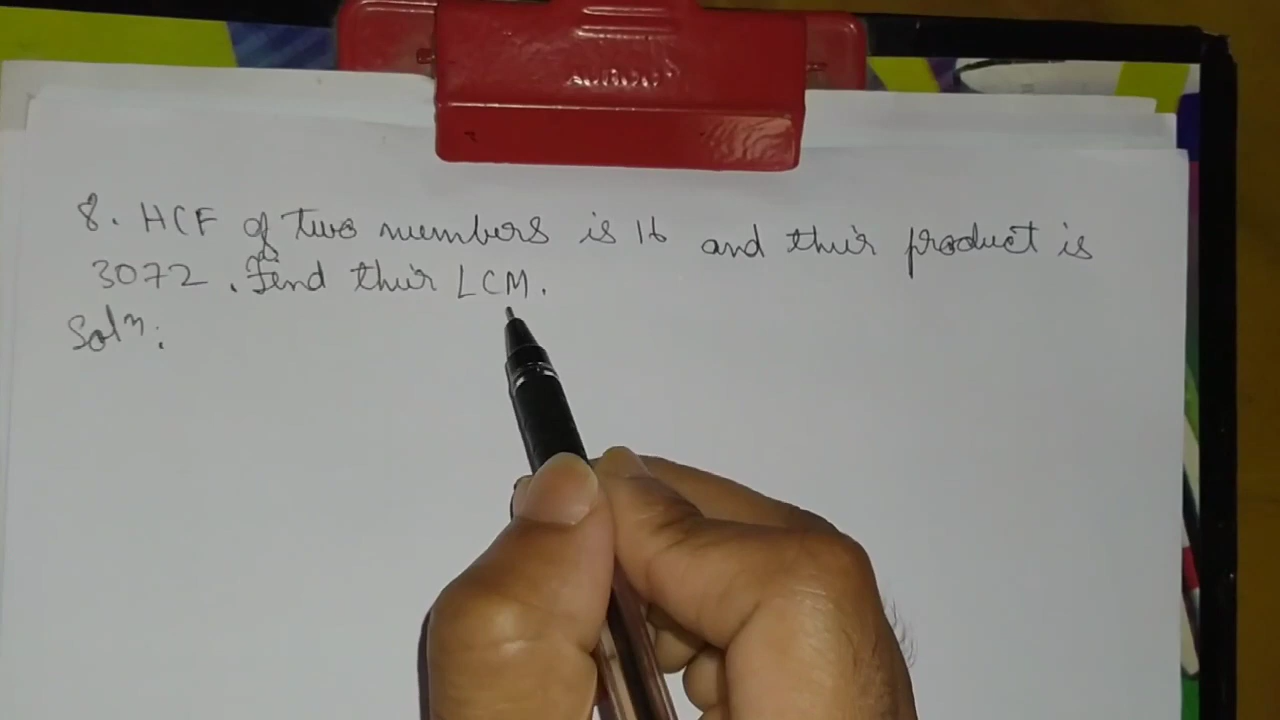 8. HCF of two numbers is 16 and their product is
3072. Find their LCM.
Solⁿ: